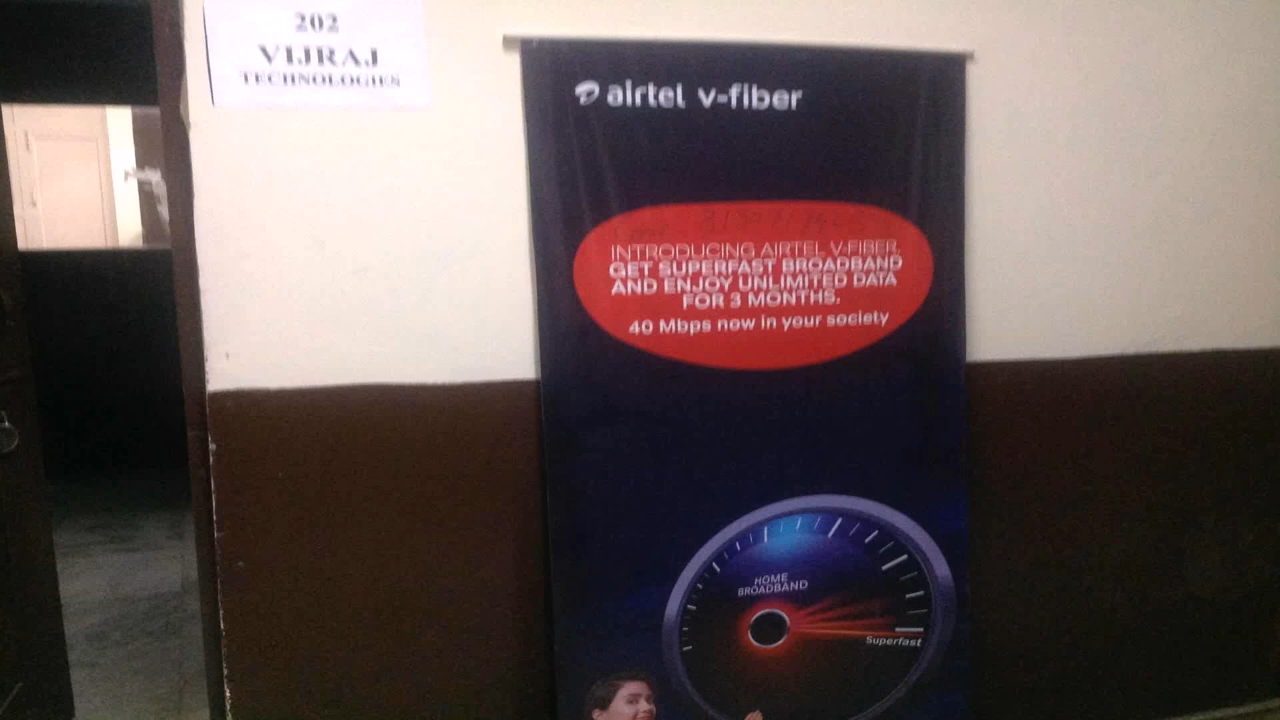 202
VIJRAJ
TECHNOLOGIES
airtel v-fiber
INTRODUCING AIRTEL V-FIBER,
GET SUPERFAST BROADBAND
AND ENJOY UNLIMITED DATA
FOR 3 MONTHS.
40 Mbps now in your society
HOME
BROADBAND
Superfast